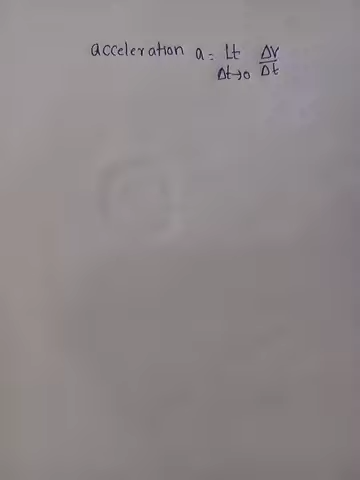 acceleration a = Lt Δv/Δt
Δt→0